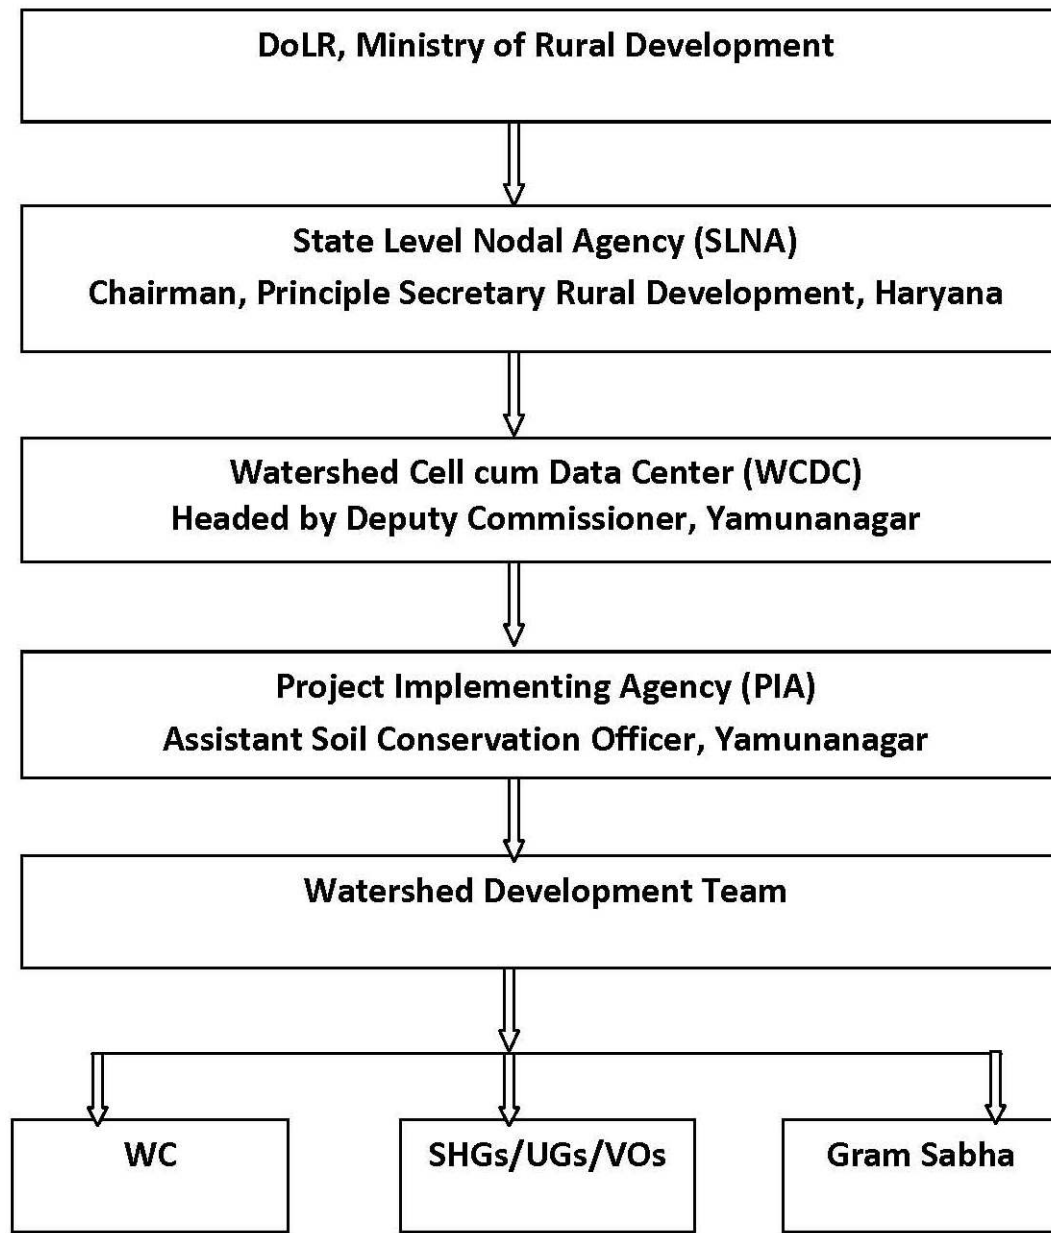 DoLR, Ministry of Rural Development
State Level Nodal Agency (SLNA)
Chairman, Principle Secretary Rural Development, Haryana
Watershed Cell cum Data Center (WCDC)
Headed by Deputy Commissioner, Yamunanagar
Project Implementing Agency (PIA)
Assistant Soil Conservation Officer, Yamunanagar
Watershed Development Team
WC
SHGs/UGs/VOs
Gram Sabha